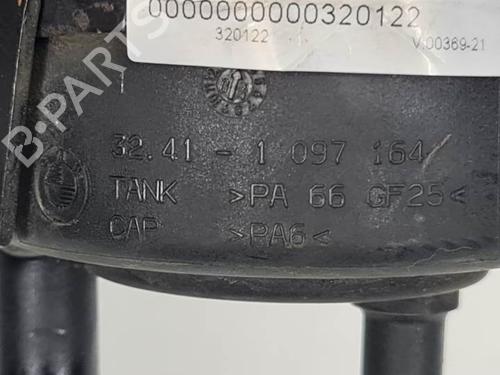 0000000000320122
320122
V:00369-21
32.41 - 1 097 164
TANK >PA 66 GF25<
CAP >PA6<
B-PARTS